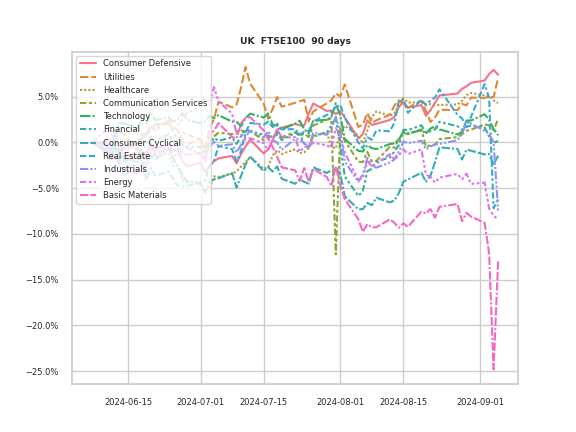 UK FTSE100 90 days
Consumer Defensive
Utilities
Healthcare
Communication Services
Technology
Financial
Consumer Cyclical
Real Estate
Industrials
Energy
Basic Materials
5.0%
0.0%
−5.0%
−10.0%
−15.0%
−20.0%
−25.0%
2024-06-15 2024-07-01 2024-07-15 2024-08-01 2024-08-15 2024-09-01